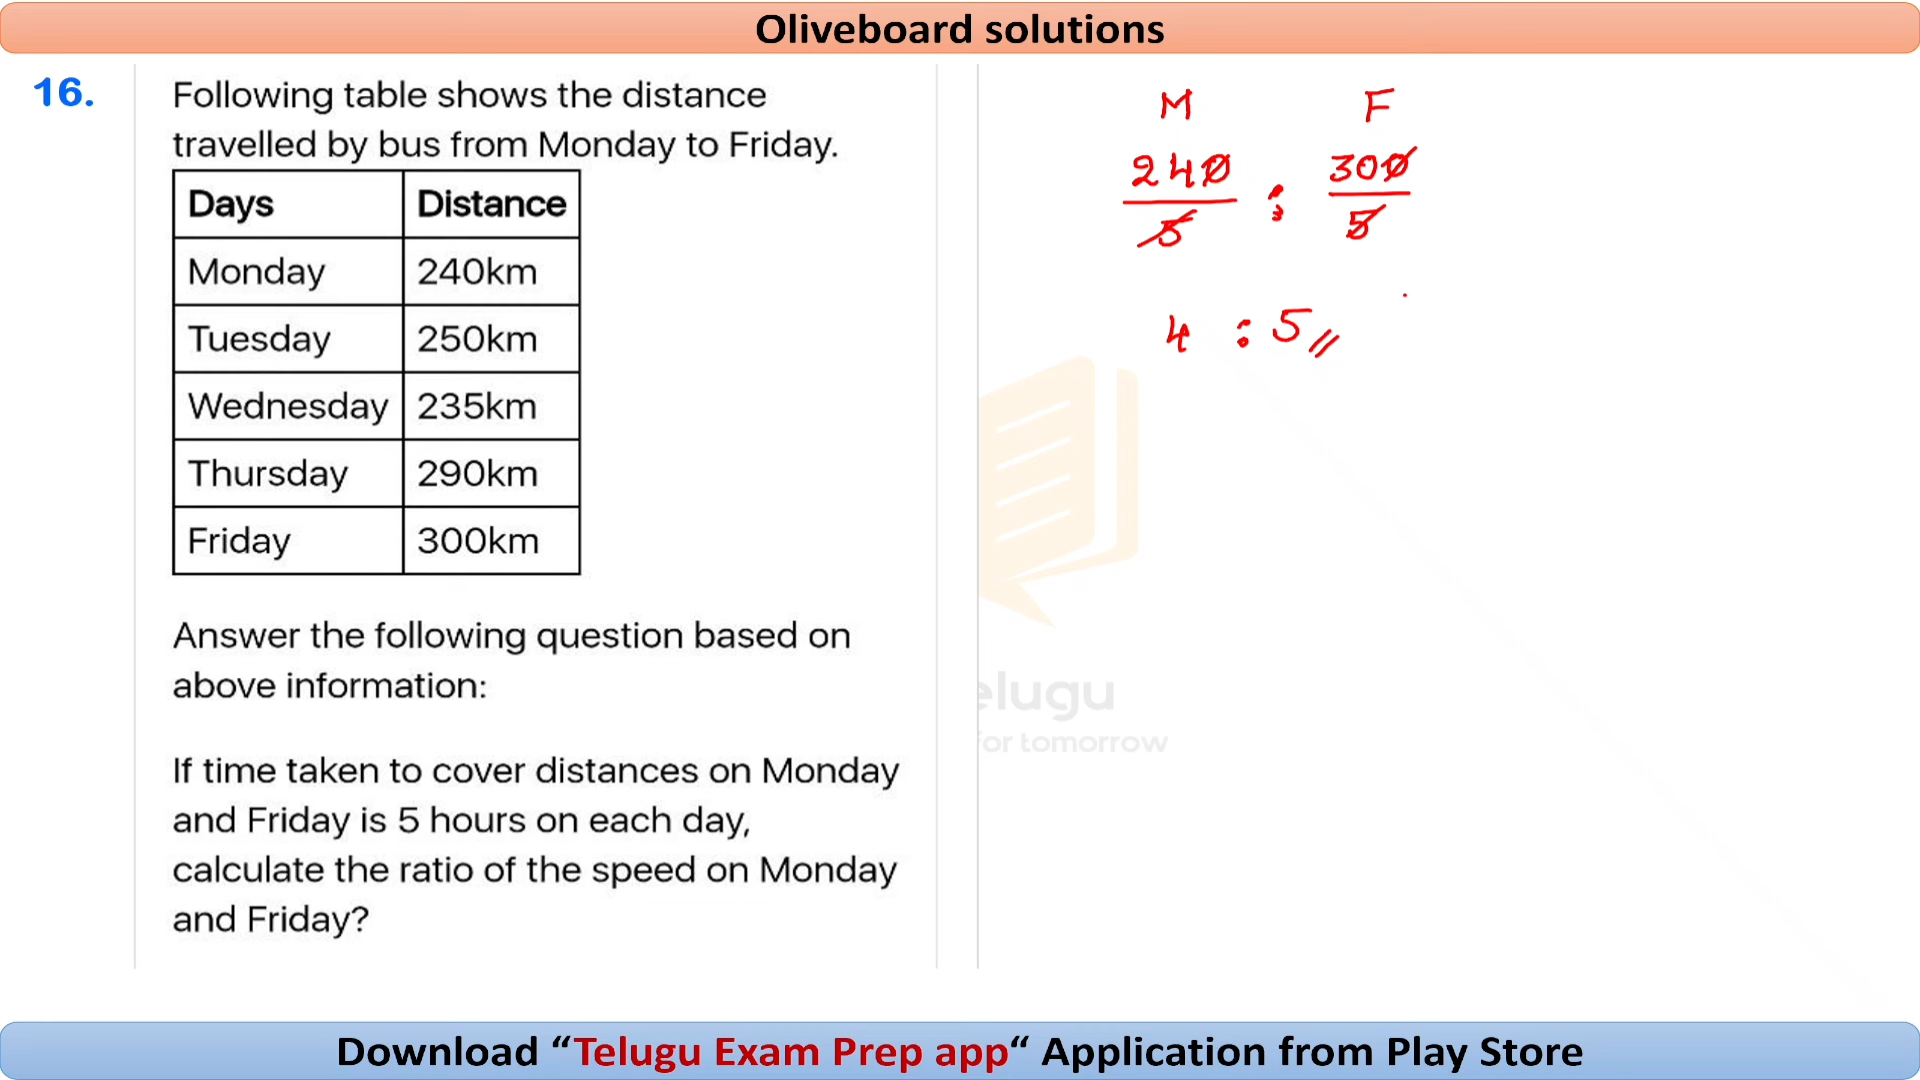 Oliveboard solutions
16.
Following table shows the distance
travelled by bus from Monday to Friday.
Days Distance
Monday 240km
Tuesday 250km
Wednesday 235km
Thursday 290km
Friday 300km
Answer the following question based on
above information:
If time taken to cover distances on Monday
and Friday is 5 hours on each day,
calculate the ratio of the speed on Monday
and Friday?
M F
240 : 300
5 5
4 : 5
elugu
for tomorrow
Download “Telugu Exam Prep app“ Application from Play Store